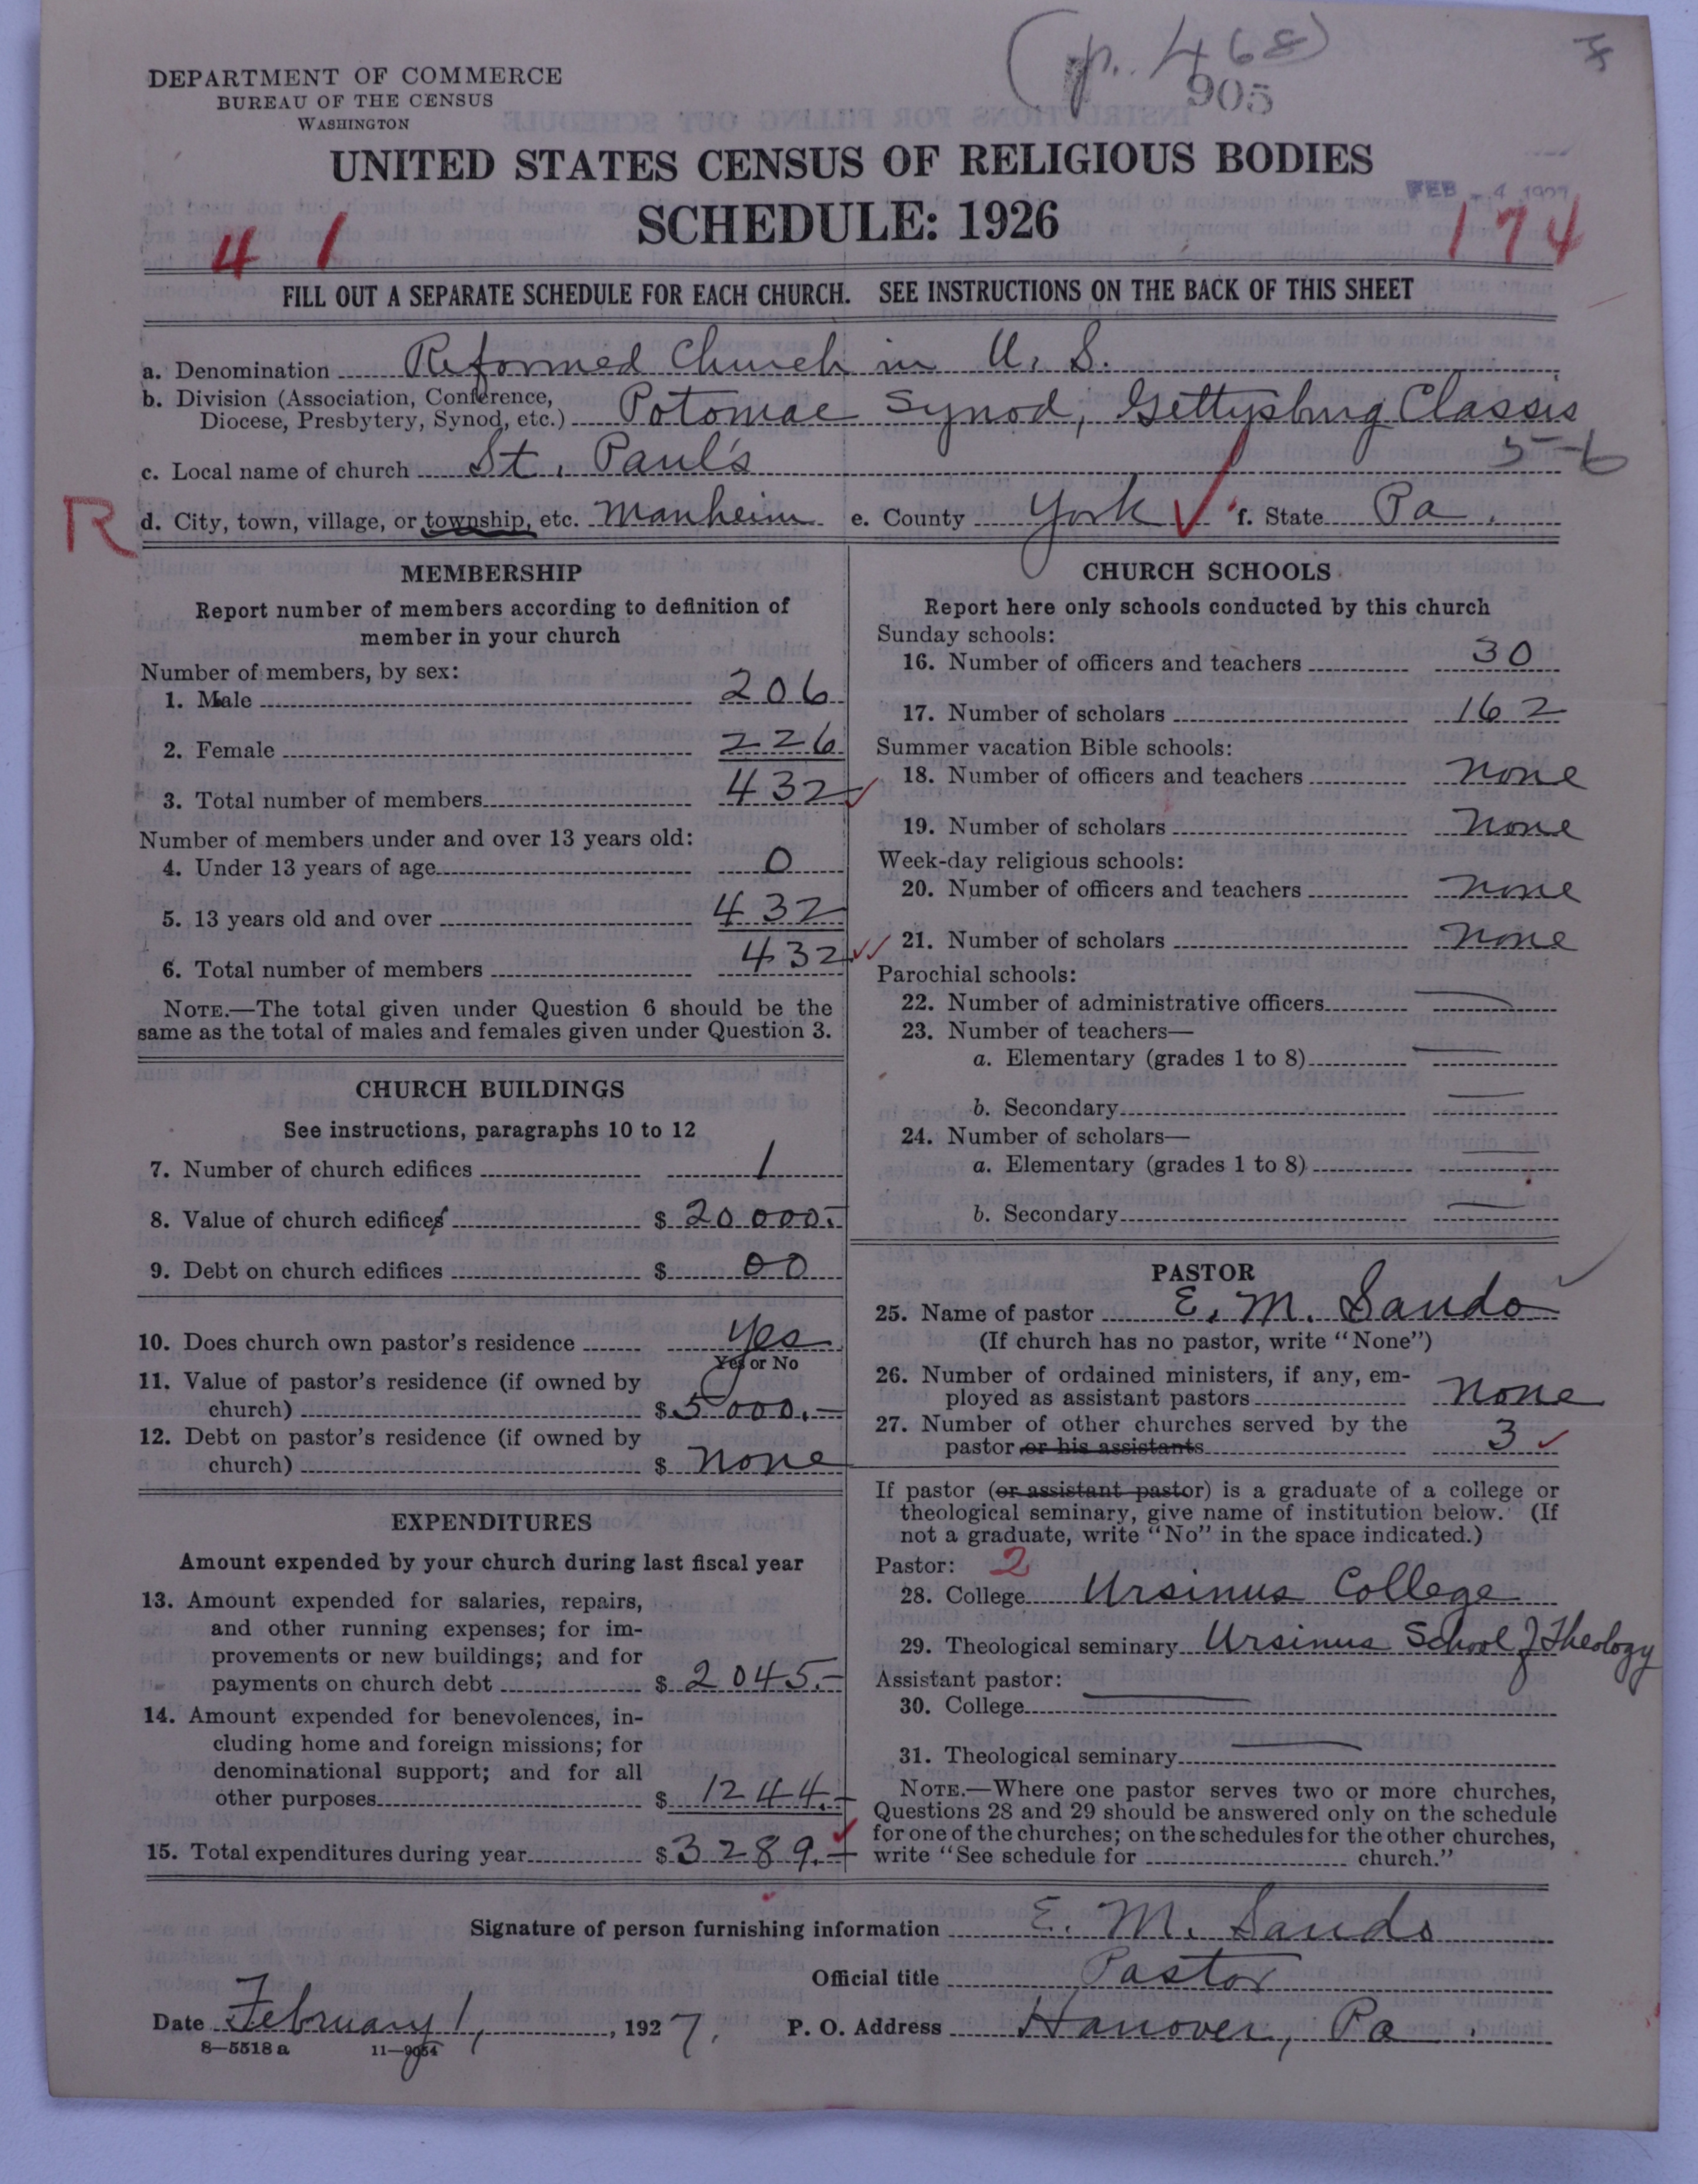 (p. 468)
905
DEPARTMENT OF COMMERCE
BUREAU OF THE CENSUS
WASHINGTON
UNITED STATES CENSUS OF RELIGIOUS BODIES
SCHEDULE: 1926
FEB -4 1927
4 1
174
FILL OUT A SEPARATE SCHEDULE FOR EACH CHURCH. SEE INSTRUCTIONS ON THE BACK OF THIS SHEET
a. Denomination Reformed Church in U. S.
b. Division (Association, Conference,
Diocese, Presbytery, Synod, etc.) Potomac Synod, Gettysburg Classis
c. Local name of church St. Paul's
5-6
R
d. City, town, village, or township, etc. Manheim e. County York ✓ f. State Pa.
MEMBERSHIP
Report number of members according to definition of
member in your church
Number of members, by sex:
1. Male 206
2. Female 226
3. Total number of members 432 ✓
Number of members under and over 13 years old:
4. Under 13 years of age 0
5. 13 years old and over 432
6. Total number of members 432 ✓✓
NOTE.—The total given under Question 6 should be the
same as the total of males and females given under Question 3.
CHURCH BUILDINGS
See instructions, paragraphs 10 to 12
7. Number of church edifices 1
8. Value of church edifices $ 20 000.-
9. Debt on church edifices $ 00
10. Does church own pastor's residence yes
Yes or No
11. Value of pastor's residence (if owned by
church) $ 5 000.-
12. Debt on pastor's residence (if owned by
church) $ none
EXPENDITURES
Amount expended by your church during last fiscal year
13. Amount expended for salaries, repairs,
and other running expenses; for im-
provements or new buildings; and for
payments on church debt $ 2 045.-
14. Amount expended for benevolences, in-
cluding home and foreign missions; for
denominational support; and for all
other purposes $ 1244.-
15. Total expenditures during year $ 3 289.- ✓
CHURCH SCHOOLS
Report here only schools conducted by this church
Sunday schools:
16. Number of officers and teachers 30
17. Number of scholars 162
Summer vacation Bible schools:
18. Number of officers and teachers none
19. Number of scholars none
Week-day religious schools:
20. Number of officers and teachers none
21. Number of scholars none
Parochial schools:
22. Number of administrative officers —
23. Number of teachers—
a. Elementary (grades 1 to 8) —
b. Secondary —
24. Number of scholars—
a. Elementary (grades 1 to 8) —
b. Secondary —
PASTOR
25. Name of pastor E. M. Sando ✓
(If church has no pastor, write "None")
26. Number of ordained ministers, if any, em-
ployed as assistant pastors none
27. Number of other churches served by the
pastor or his assistants 3 ✓
If pastor (or assistant pastor) is a graduate of a college or
theological seminary, give name of institution below. (If
not a graduate, write "No" in the space indicated.)
Pastor: 2
28. College Ursinus College
29. Theological seminary Ursinus School of Theology
Assistant pastor:
30. College —
31. Theological seminary —
NOTE.—Where one pastor serves two or more churches,
Questions 28 and 29 should be answered only on the schedule
for one of the churches; on the schedules for the other churches,
write "See schedule for church."
Signature of person furnishing information E. M. Sando
Official title Pastor
Date February 1, 1927. P. O. Address Hanover, Pa.
8—5518 a 11—9054